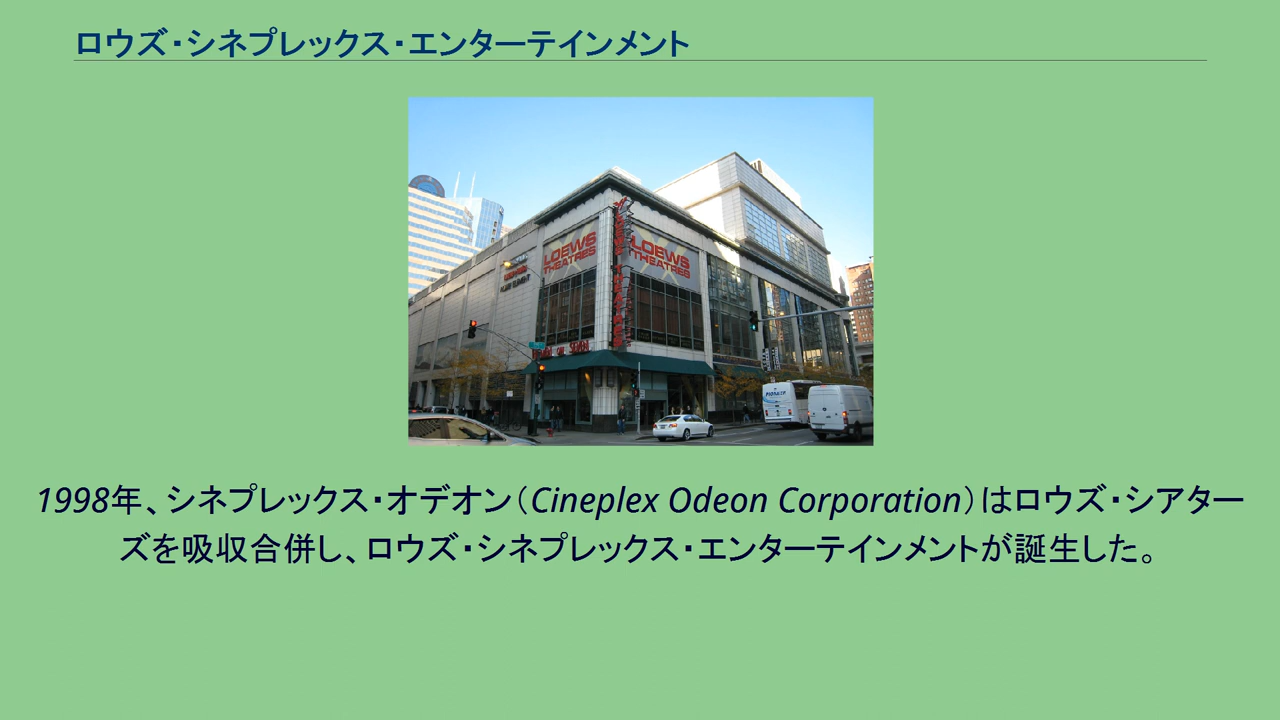 ロウズ・シネプレックス・エンターテインメント
LOEWS
THEATRES
LOEWS
THEATRES
1998年、シネプレックス・オデオン（Cineplex Odeon Corporation）はロウズ・シアター
ズを吸収合併し、ロウズ・シネプレックス・エンターテインメントが誕生した。